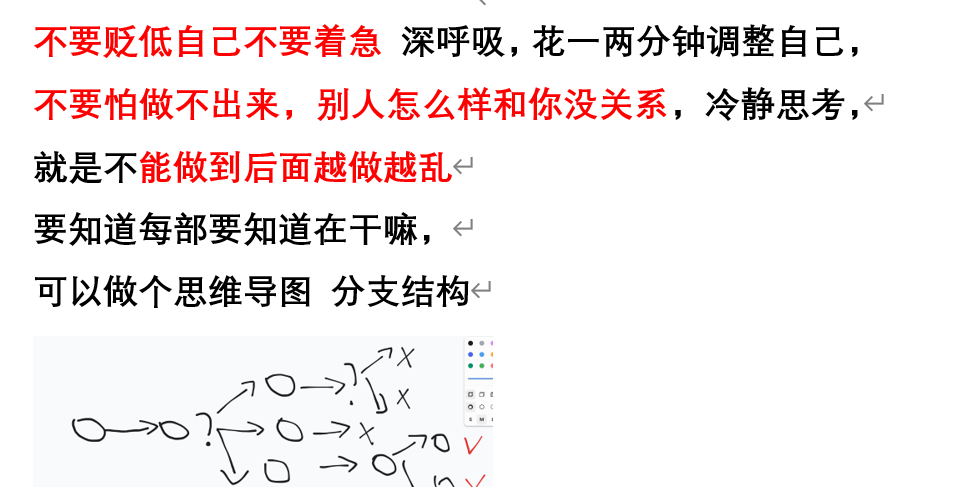 不要贬低自己不要着急 深呼吸，花一两分钟调整自己，
不要怕做不出来，别人怎么样和你没关系，冷静思考，
就是不能做到后面越做越乱
要知道每部要知道在干嘛，
可以做个思维导图 分支结构
? ? x
x
x